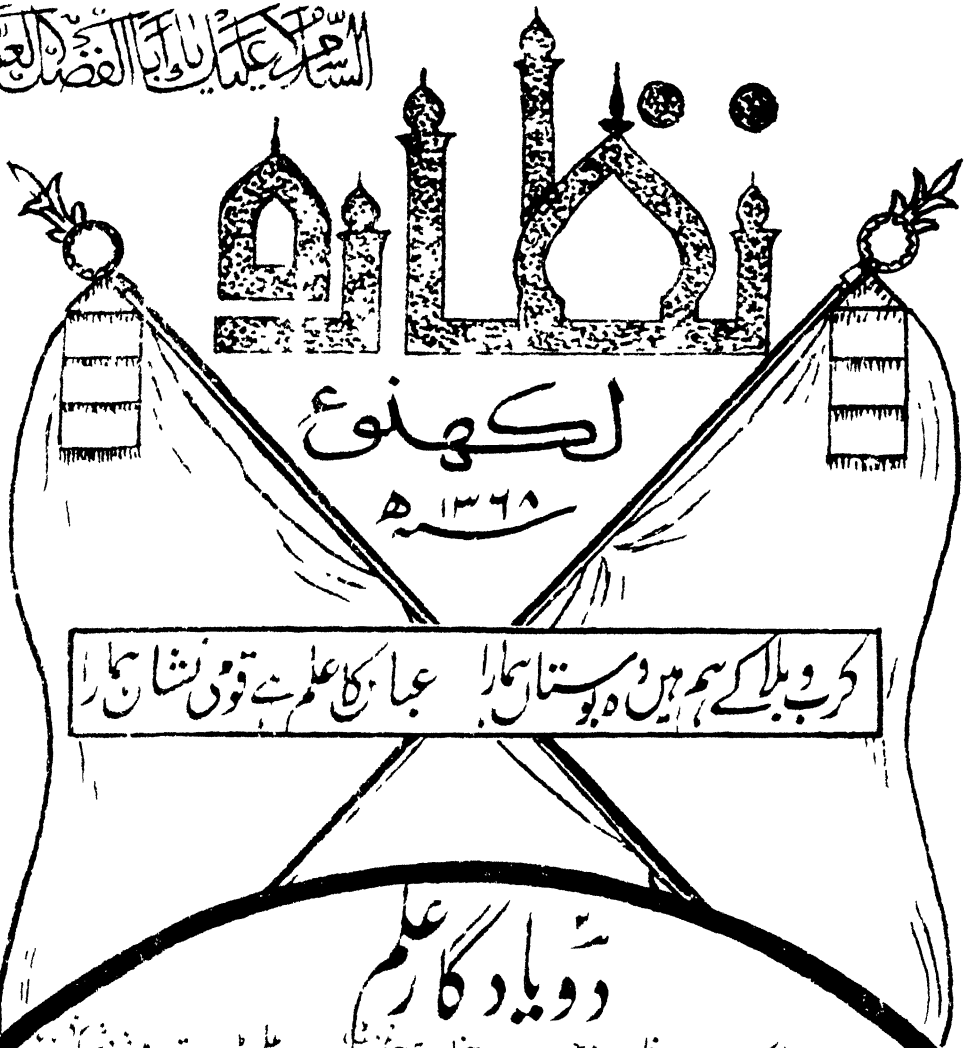 السلام علیک یا ابا الفضل
نظارہ
لکھنؤ
۱۳۶۸ھ
کرب و بلا کے ہم ہیں وہ بوستاں ہمارا عباس کا علم ہے قومی نشاں ہمارا
دو یادگار علم